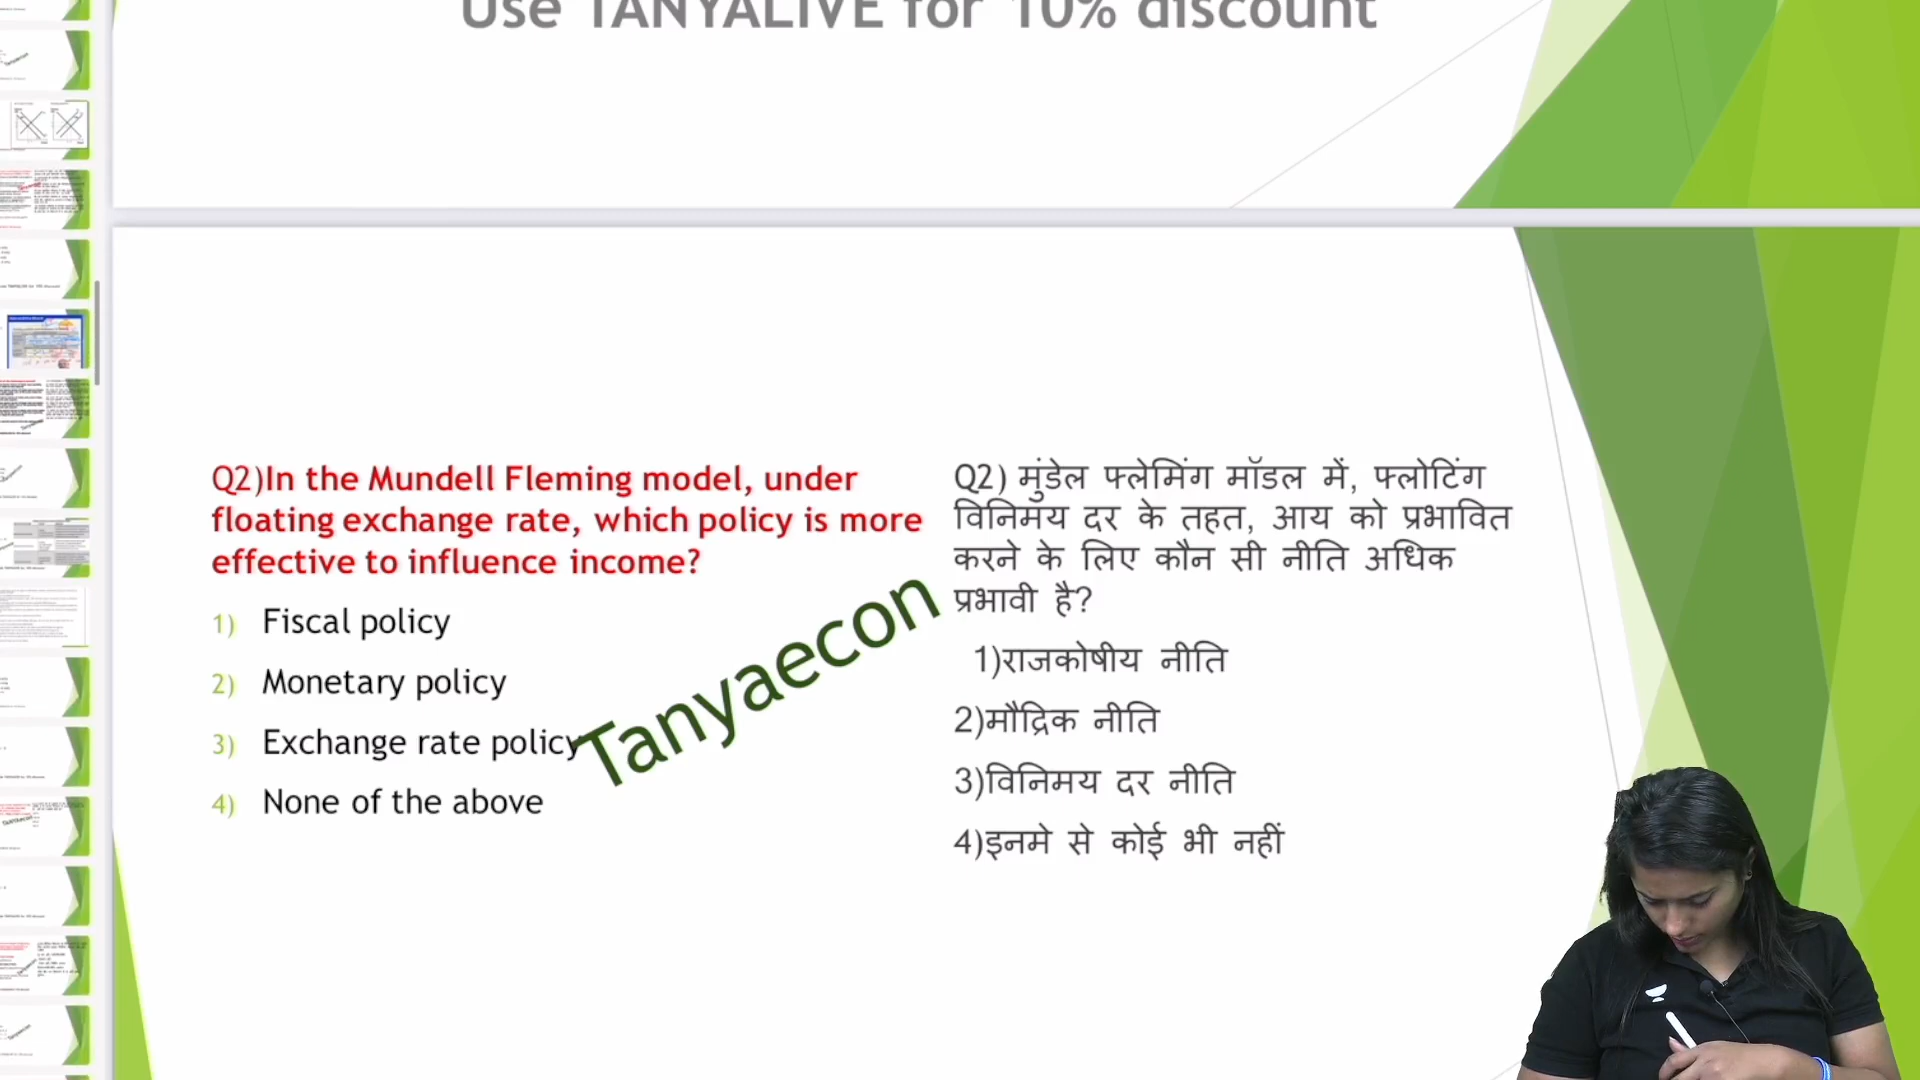 Use TANYALIVE for 10% discount
Q2)In the Mundell Fleming model, under
floating exchange rate, which policy is more
effective to influence income?
1) Fiscal policy
2) Monetary policy
3) Exchange rate policy
4) None of the above
Tanyaecon
Q2) मुंडेल फ्लेमिंग मॉडल में, फ्लोटिंग
विनिमय दर के तहत, आय को प्रभावित
करने के लिए कौन सी नीति अधिक
प्रभावी है?
1)राजकोषीय नीति
2)मौद्रिक नीति
3)विनिमय दर नीति
4)इनमे से कोई भी नहीं